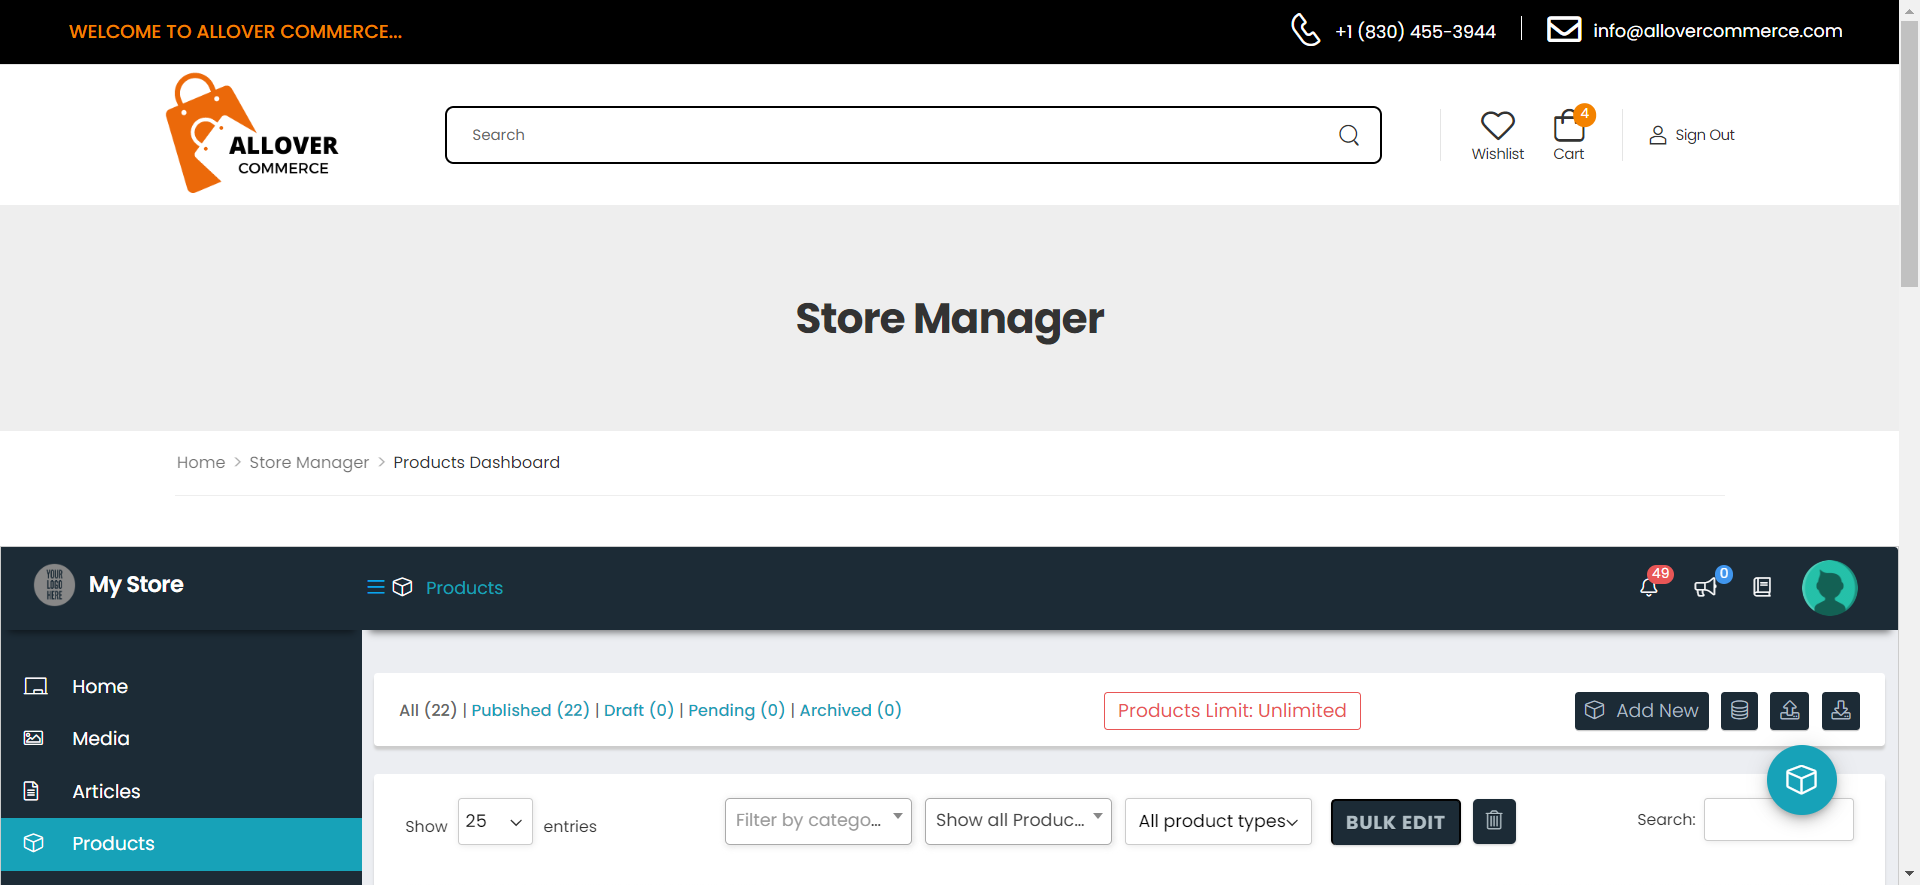 WELCOME TO ALLOVER COMMERCE...
+1 (830) 455-3944
info@allovercommerce.com
ALLOVER
COMMERCE
Search
Wishlist
4
Cart
Sign Out
Store Manager
Home > Store Manager > Products Dashboard
YOUR
LOGO
HERE
My Store
Products
49
0
Home
Media
Articles
Products
All (22) | Published (22) | Draft (0) | Pending (0) | Archived (0)
Products Limit: Unlimited
Add New
Show 25 entries
Filter by catego...
Show all Produc...
All product types
BULK EDIT
Search: